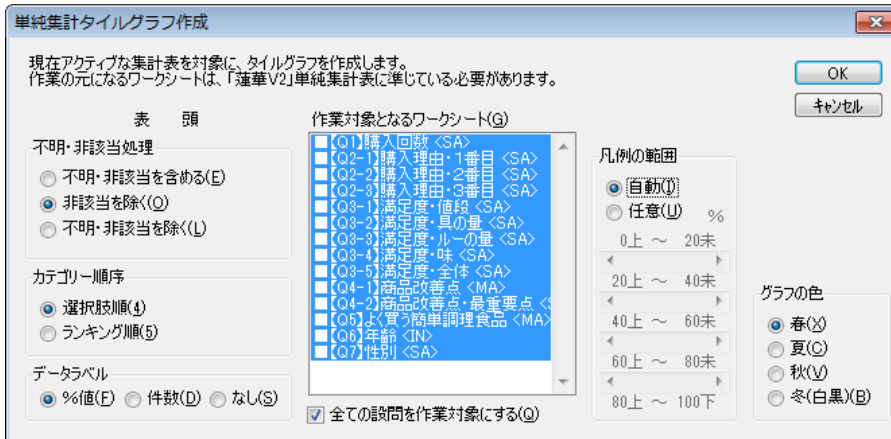 単純集計タイルグラフ作成
現在アクティブな集計表を対象に、タイルグラフを作成します。
作業の元になるワークシートは、「蓮華V2」単純集計表に準じている必要があります。
OK
キャンセル
表 頭
不明・非該当処理
不明・非該当を含める(E)
非該当を除く(O)
不明・非該当を除く(L)
カテゴリー順序
選択肢順(4)
ランキング順(5)
データラベル
%値(F)
件数(D)
なし(S)
作業対象となるワークシート(G)
【Q1】購入回数 <SA>
【Q2-1】購入理由・1番目 <SA>
【Q2-2】購入理由・2番目 <SA>
【Q2-3】購入理由・3番目 <SA>
【Q3-1】満足度・値段 <SA>
【Q3-2】満足度・具の量 <SA>
【Q3-3】満足度・ルーの量 <SA>
【Q3-4】満足度・味 <SA>
【Q3-5】満足度・全体 <SA>
【Q4-1】商品改善点 <MA>
【Q4-2】商品改善点・最重要点 <S
【Q5】よく買う簡単調理食品 <MA>
【Q6】年齢 <IN>
【Q7】性別 <SA>
全ての設問を作業対象にする(Q)
凡例の範囲
自動(T)
任意(U)
%
0上 ～ 20未
20上 ～ 40未
40上 ～ 60未
60上 ～ 80未
80上 ～ 100下
グラフの色
春(X)
夏(C)
秋(V)
冬(白黒)(B)